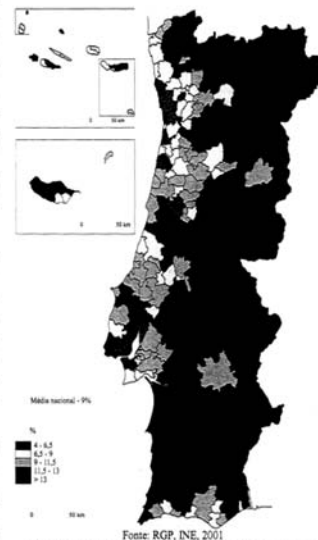 0 50 km
0 50 km
Média nacional - 9%
%
4 - 6,5
6,5 - 9
9 - 11,5
11,5 - 13
> 13
0 50 km
Fonte: RGP, INE, 2001